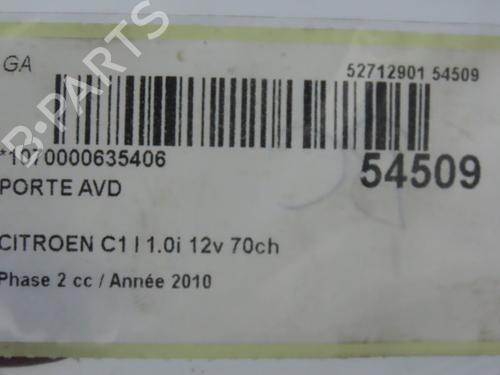 GA
52712901 54509
*1070000635406
54509
PORTE AVD
CITROEN C1 I 1.0i 12v 70ch
Phase 2 cc / Année 2010
B-PARTS